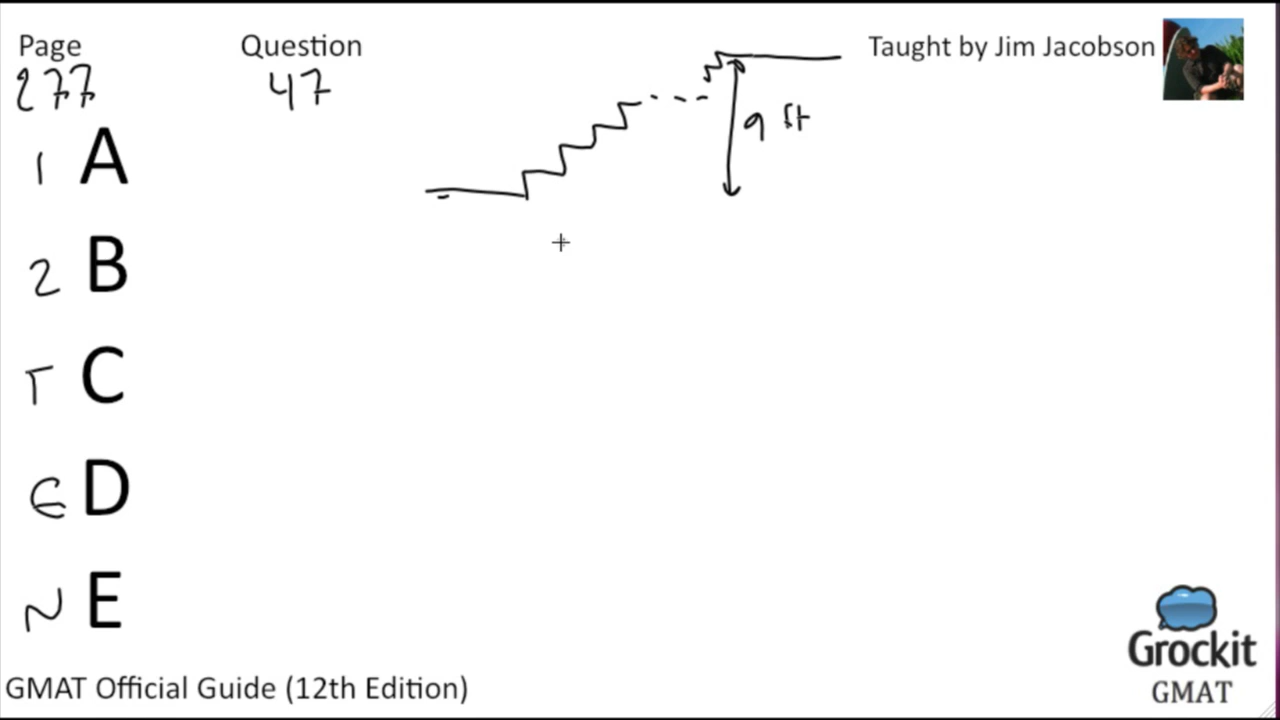 Page
Question
Taught by Jim Jacobson
277
47
9 ft
1 A
2 B
T C
E D
N E
GMAT Official Guide (12th Edition)
Grockit
GMAT